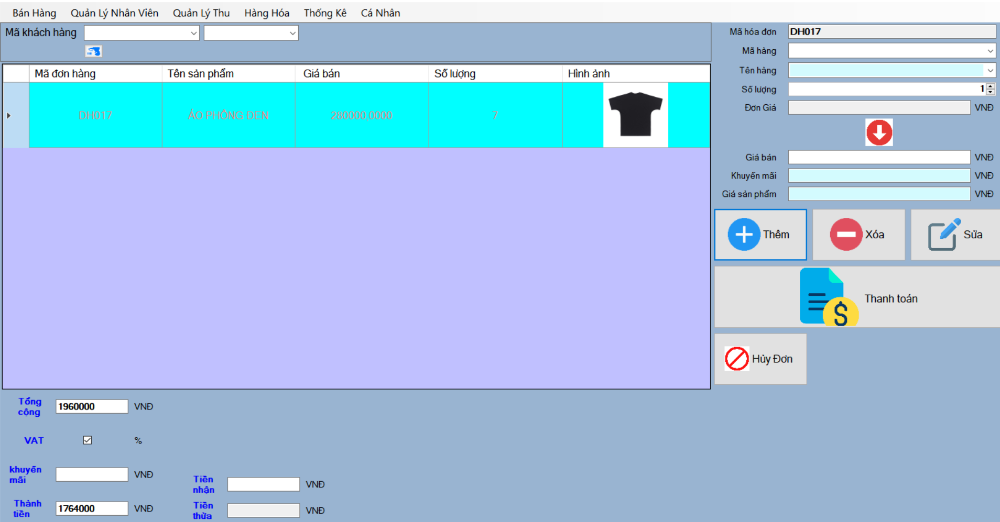 Bán Hàng Quản Lý Nhân Viên Quản Lý Thu Hàng Hóa Thống Kê Cá Nhân
Mã khách hàng
Mã đơn hàng Tên sản phẩm Giá bán Số lượng Hình ảnh
DH017 ÁO PHÔNG ĐEN 280000,0000 7
Mã hóa đơn DH017
Mã hàng
Tên hàng
Số lượng 1
Đơn Giá VNĐ
Giá bán VNĐ
Khuyến mãi VNĐ
Giá sản phẩm VNĐ
Thêm Xóa Sửa
Thanh toán
Hủy Đơn
Tổng
cộng 1960000 VNĐ
VAT %
khuyến
mãi VNĐ
Thành
tiền 1764000 VNĐ
Tiền
nhận VNĐ
Tiền
thừa VNĐ